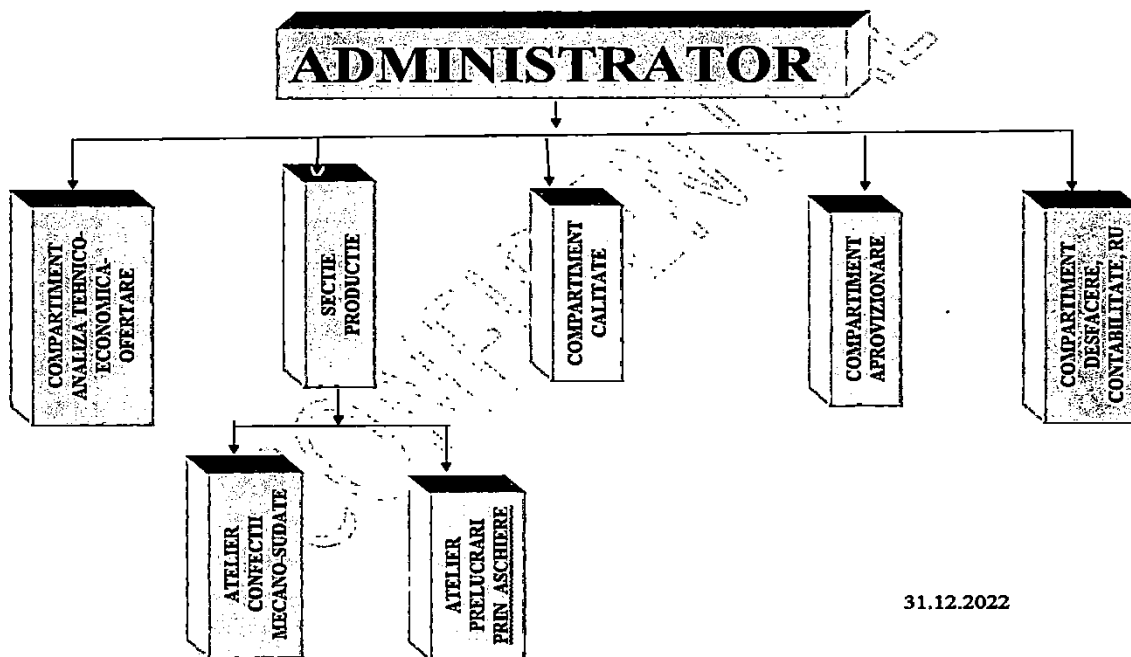 ADMINISTRATOR
COMPARTIMENT
ANALIZA TEHNICO-
ECONOMICA-
OFERTARE
SECTIE
PRODUCTIE
COMPARTIMENT
CALITATE
COMPARTIMENT
APROVIZIONARE
COMPARTIMENT
DESFACERE,
CONTABILITATE, RU
ATELIER
CONFECTII
MECANO-SUDATE
ATELIER
PRELUCRARI
PRIN ASCHIERE
31.12.2022